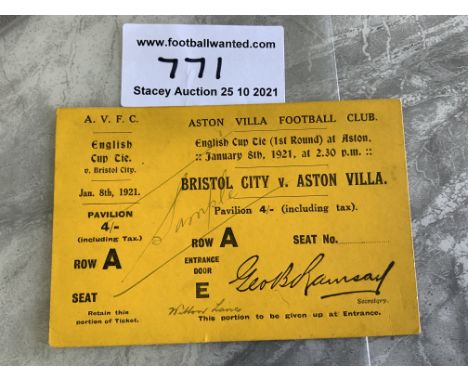 www.footballwanted.com
771
Stacey Auction 25 10 2021
A. V. F. C.
English
Cup Tie.
v. Bristol City.
Jan. 8th, 1921.
PAVILION
4/-
(including Tax.)
ROW A
SEAT
Retain this
portion of Ticket.
ASTON VILLA FOOTBALL CLUB.
English Cup Tie (1st Round) at Aston,
:: January 8th, 1921, at 2.30 p.m. ::
BRISTOL CITY v. ASTON VILLA.
Pavilion 4/- (including tax).
Sample
ROW A SEAT No.
ENTRANCE
DOOR
E
Geo B Ramsay
Secretary.
Witton Lane
This portion to be given up at Entrance.